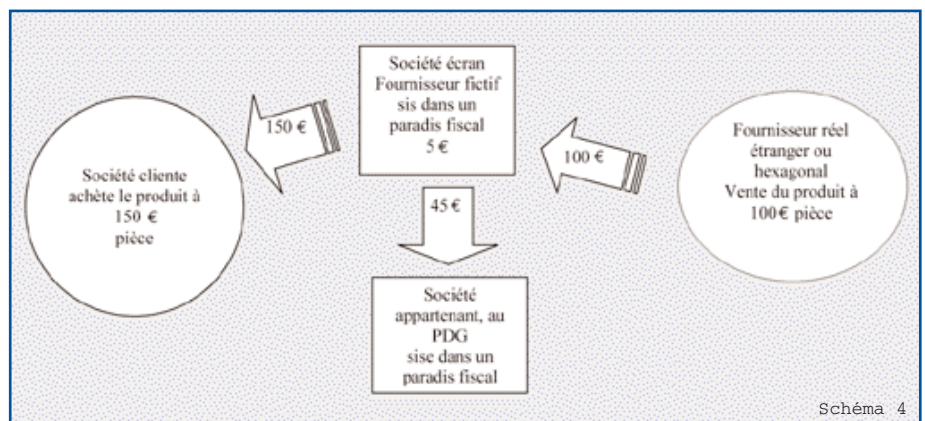 Société écran
Fournisseur fictif
sis dans un
paradis fiscal
5 €
150 €
100 €
Fournisseur réel
étranger ou
hexagonal
Vente du produit à
100€ pièce
Société cliente
achète le produit à
150 €
pièce
45 €
Société
appartenant, au
PDG
sise dans un
paradis fiscal
Schéma 4